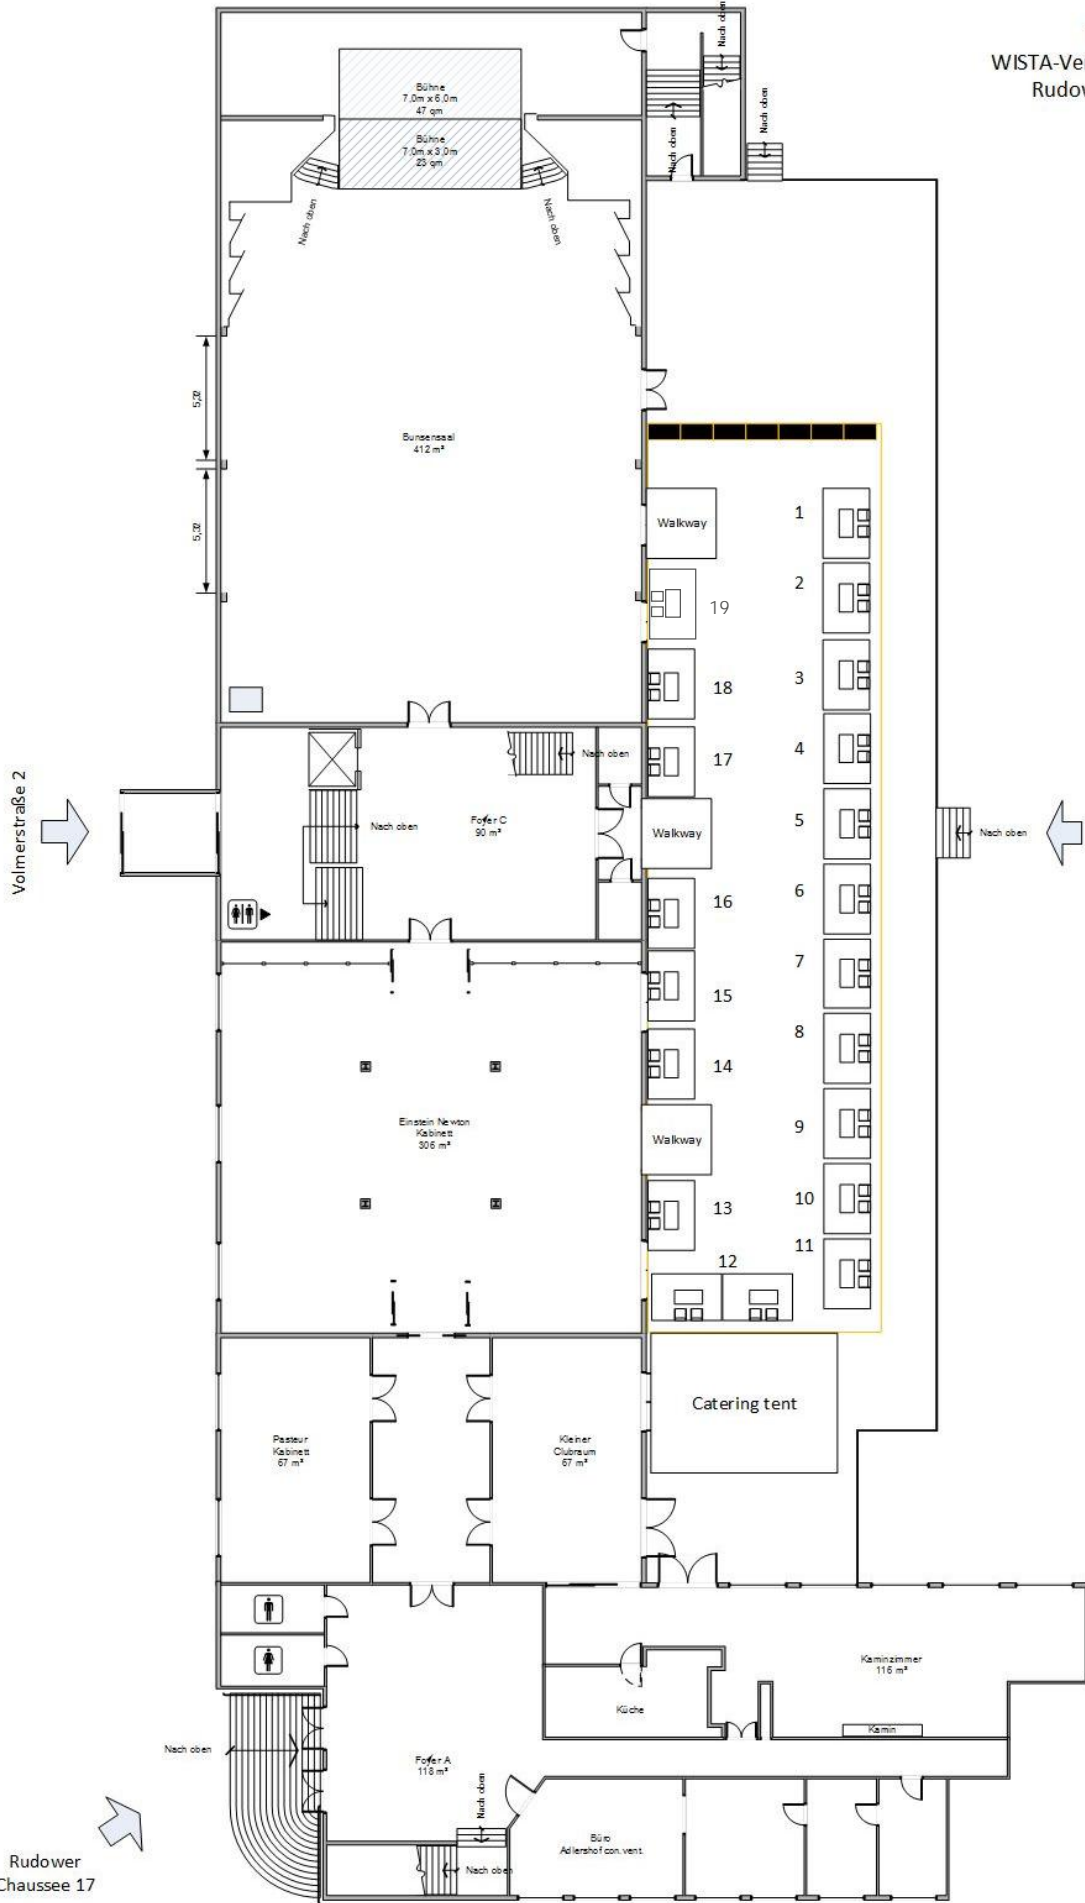 Nach oben
WISTA-Ve
Rudow
Bühne
7,0m x 6,0m
47 qm
Nach oben
Bühne
7,0m x 3,0m
23 qm
Nach oben
Nach oben
Nach oben
5,32
Bunsensaal
412 m²
5,32
Walkway
1
2
19
3
18
4
17
Nach oben
Volmerstraße 2
5
Nach oben
Foyer C
90 m²
Walkway
Nach oben
6
16
7
15
8
14
Einstein Newton
Kabinett
306 m²
9
Walkway
10
13
11
12
Catering tent
Pasteur
Kabinett
67 m²
Kleiner
Clubraum
67 m²
Kaminzimmer
116 m²
Küche
Kamin
Nach oben
Foyer A
118 m²
Nach oben
Büro
Adlershof con.vent.
Nach oben
Rudower
Chaussee 17